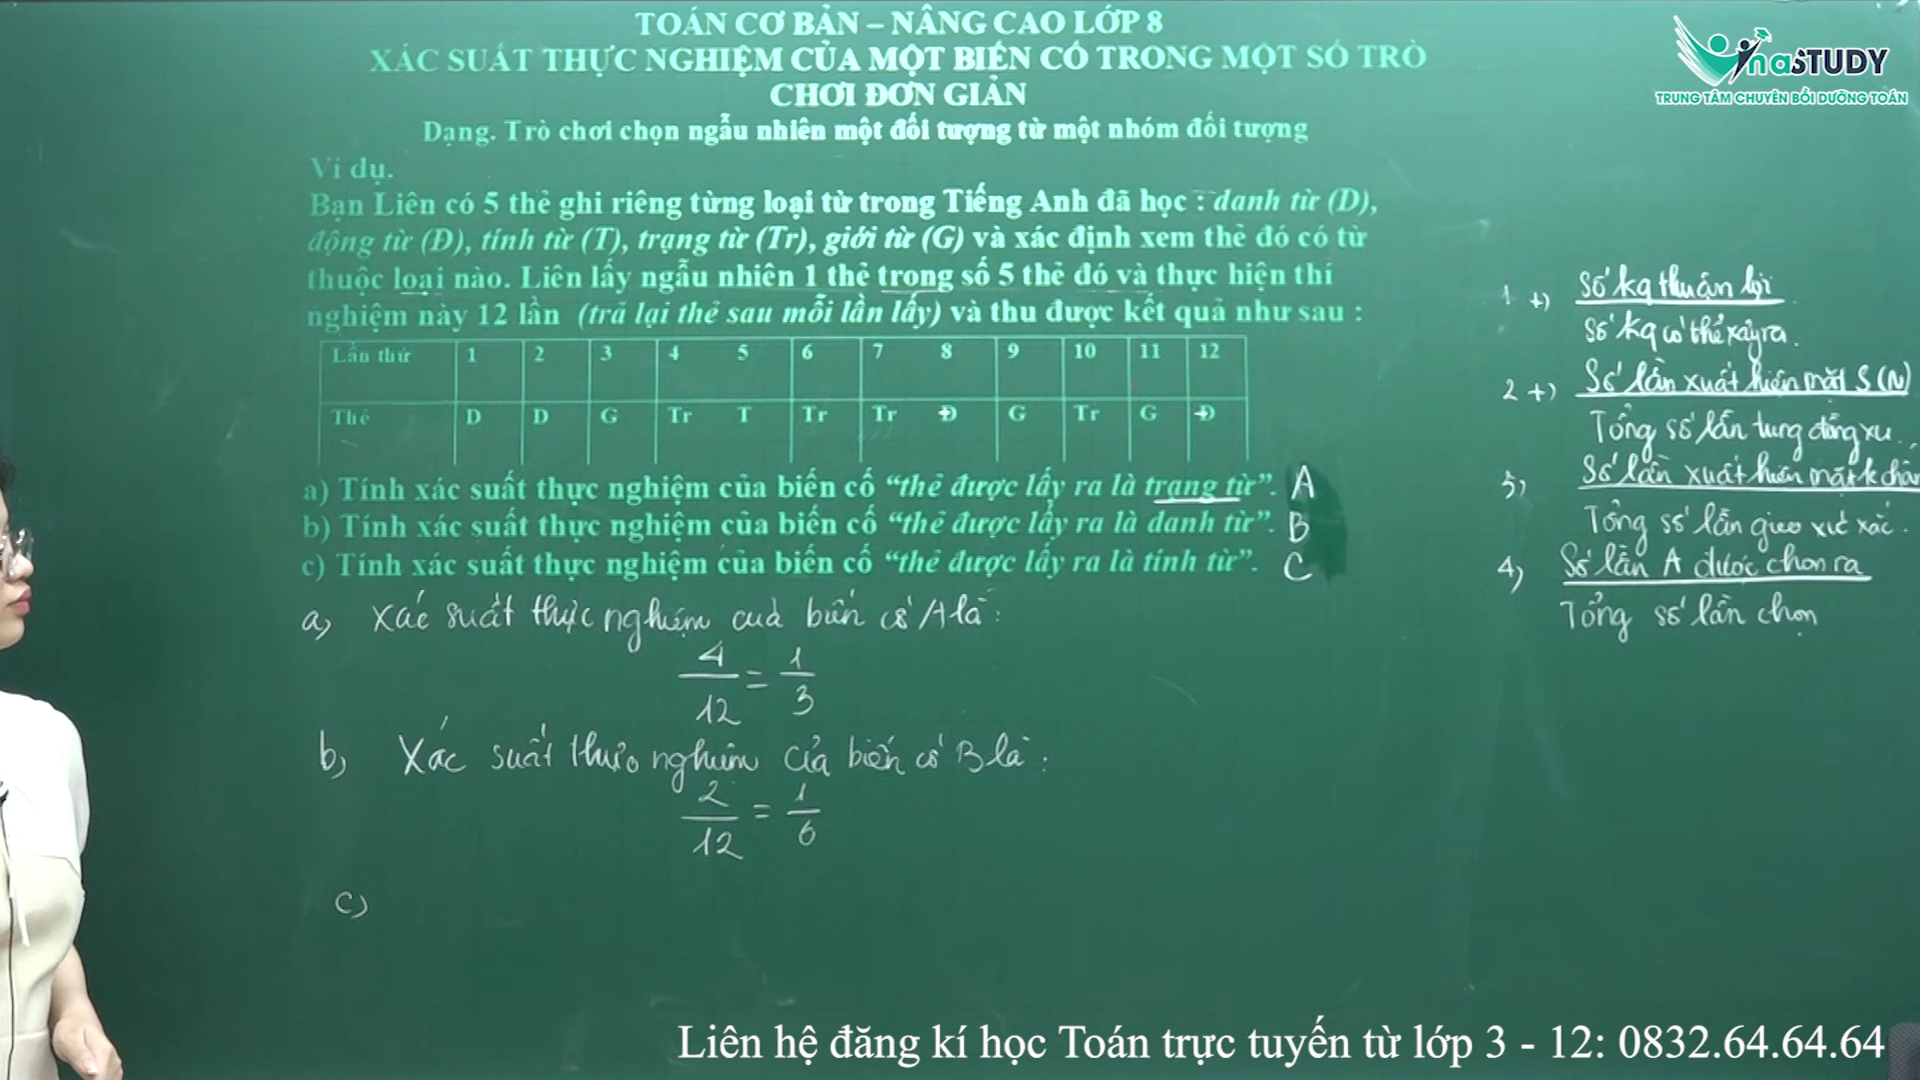 TOÁN CƠ BẢN – NÂNG CAO LỚP 8
XÁC SUẤT THỰC NGHIỆM CỦA MỘT BIẾN CỐ TRONG MỘT SỐ TRÒ
CHƠI ĐƠN GIẢN
Dạng. Trò chơi chọn ngẫu nhiên một đối tượng từ một nhóm đối tượng
Ví dụ.
Bạn Liên có 5 thẻ ghi riêng từng loại từ trong Tiếng Anh đã học : danh từ (D),
động từ (Đ), tính từ (T), trạng từ (Tr), giới từ (G) và xác định xem thẻ đó có từ
thuộc loại nào. Liên lấy ngẫu nhiên 1 thẻ trong số 5 thẻ đó và thực hiện thí
nghiệm này 12 lần (trả lại thẻ sau mỗi lần lấy) và thu được kết quả như sau :
Lần thứ 1 2 3 4 5 6 7 8 9 10 11 12
Thẻ D D G Tr T Tr Tr Đ G Tr G Đ
a) Tính xác suất thực nghiệm của biến cố “thẻ được lấy ra là trạng từ”. A
b) Tính xác suất thực nghiệm của biến cố “thẻ được lấy ra là danh từ”. B
c) Tính xác suất thực nghiệm của biến cố “thẻ được lấy ra là tính từ”. C
a) Xác suất thực nghiệm của biến cố A là:
4/12 = 1/3
b) Xác suất thực nghiệm của biến cố B là:
2/12 = 1/6
c)
1 +) Số kq thuận lợi
Số kq có thể xảy ra.
2 +) Số lần xuất hiện mặt S (N)
Tổng số lần tung đồng xu.
3) Số lần xuất hiện mặt k chấm
Tổng số lần gieo xúc xắc.
4) Số lần A được chọn ra
Tổng số lần chọn
VinaSTUDY
TRUNG TÂM CHUYÊN BỒI DƯỠNG TOÁN
Liên hệ đăng kí học Toán trực tuyến từ lớp 3 - 12: 0832.64.64.64